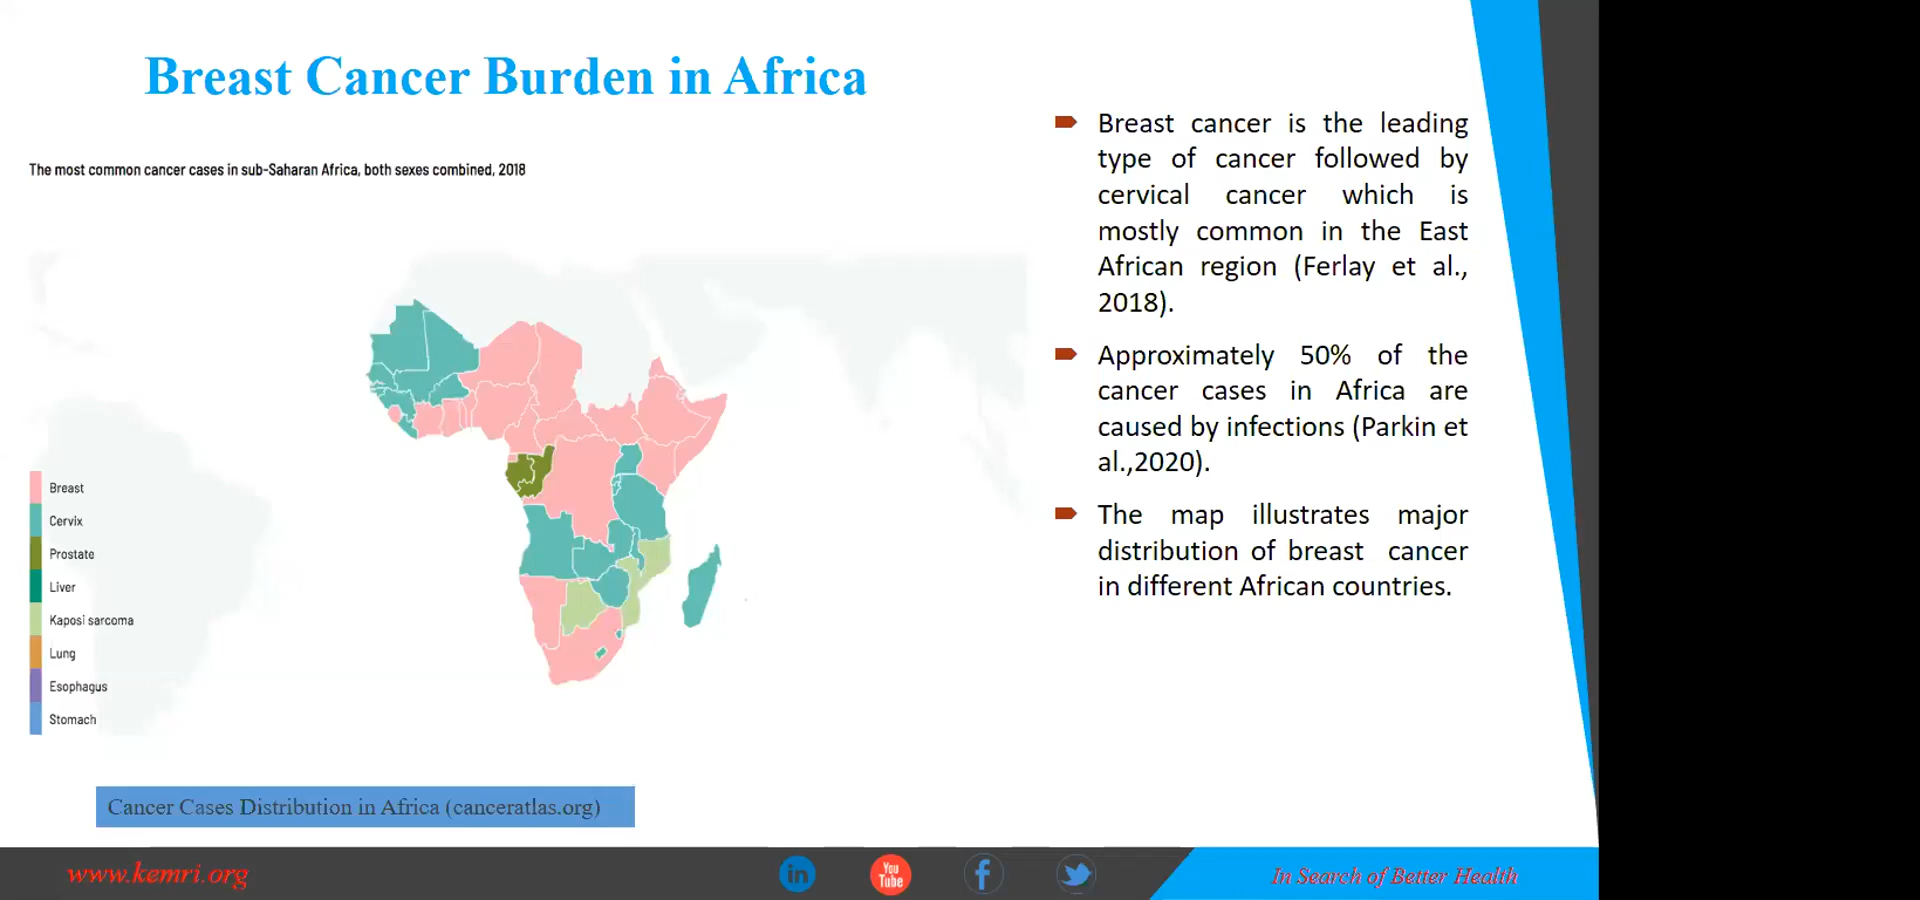 Breast Cancer Burden in Africa
The most common cancer cases in sub-Saharan Africa, both sexes combined, 2018
Breast
Cervix
Prostate
Liver
Kaposi sarcoma
Lung
Esophagus
Stomach
Cancer Cases Distribution in Africa (canceratlas.org)
Breast cancer is the leading
type of cancer followed by
cervical cancer which is
mostly common in the East
African region (Ferlay et al.,
2018).
Approximately 50% of the
cancer cases in Africa are
caused by infections (Parkin et
al.,2020).
The map illustrates major
distribution of breast cancer
in different African countries.
www.kemri.org
in
You
Tube
f
In Search of Better Health